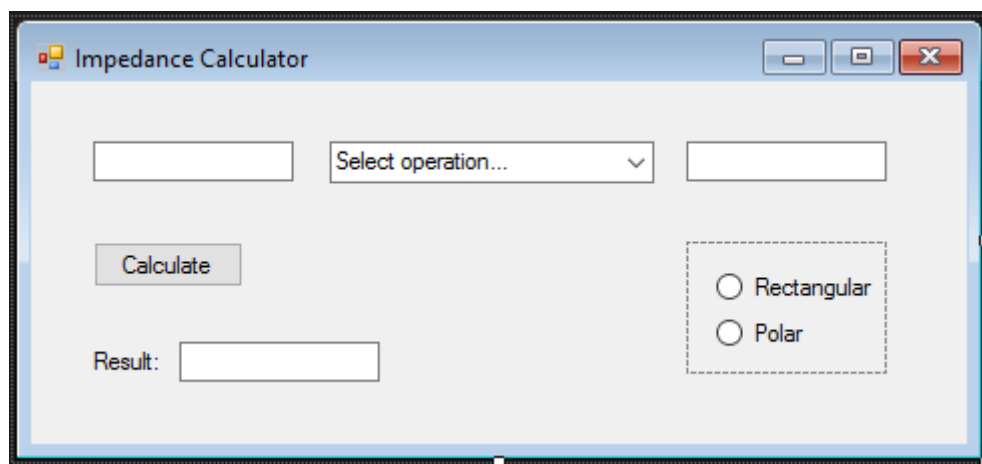 Impedance Calculator
Select operation...
Calculate
Rectangular
Polar
Result: